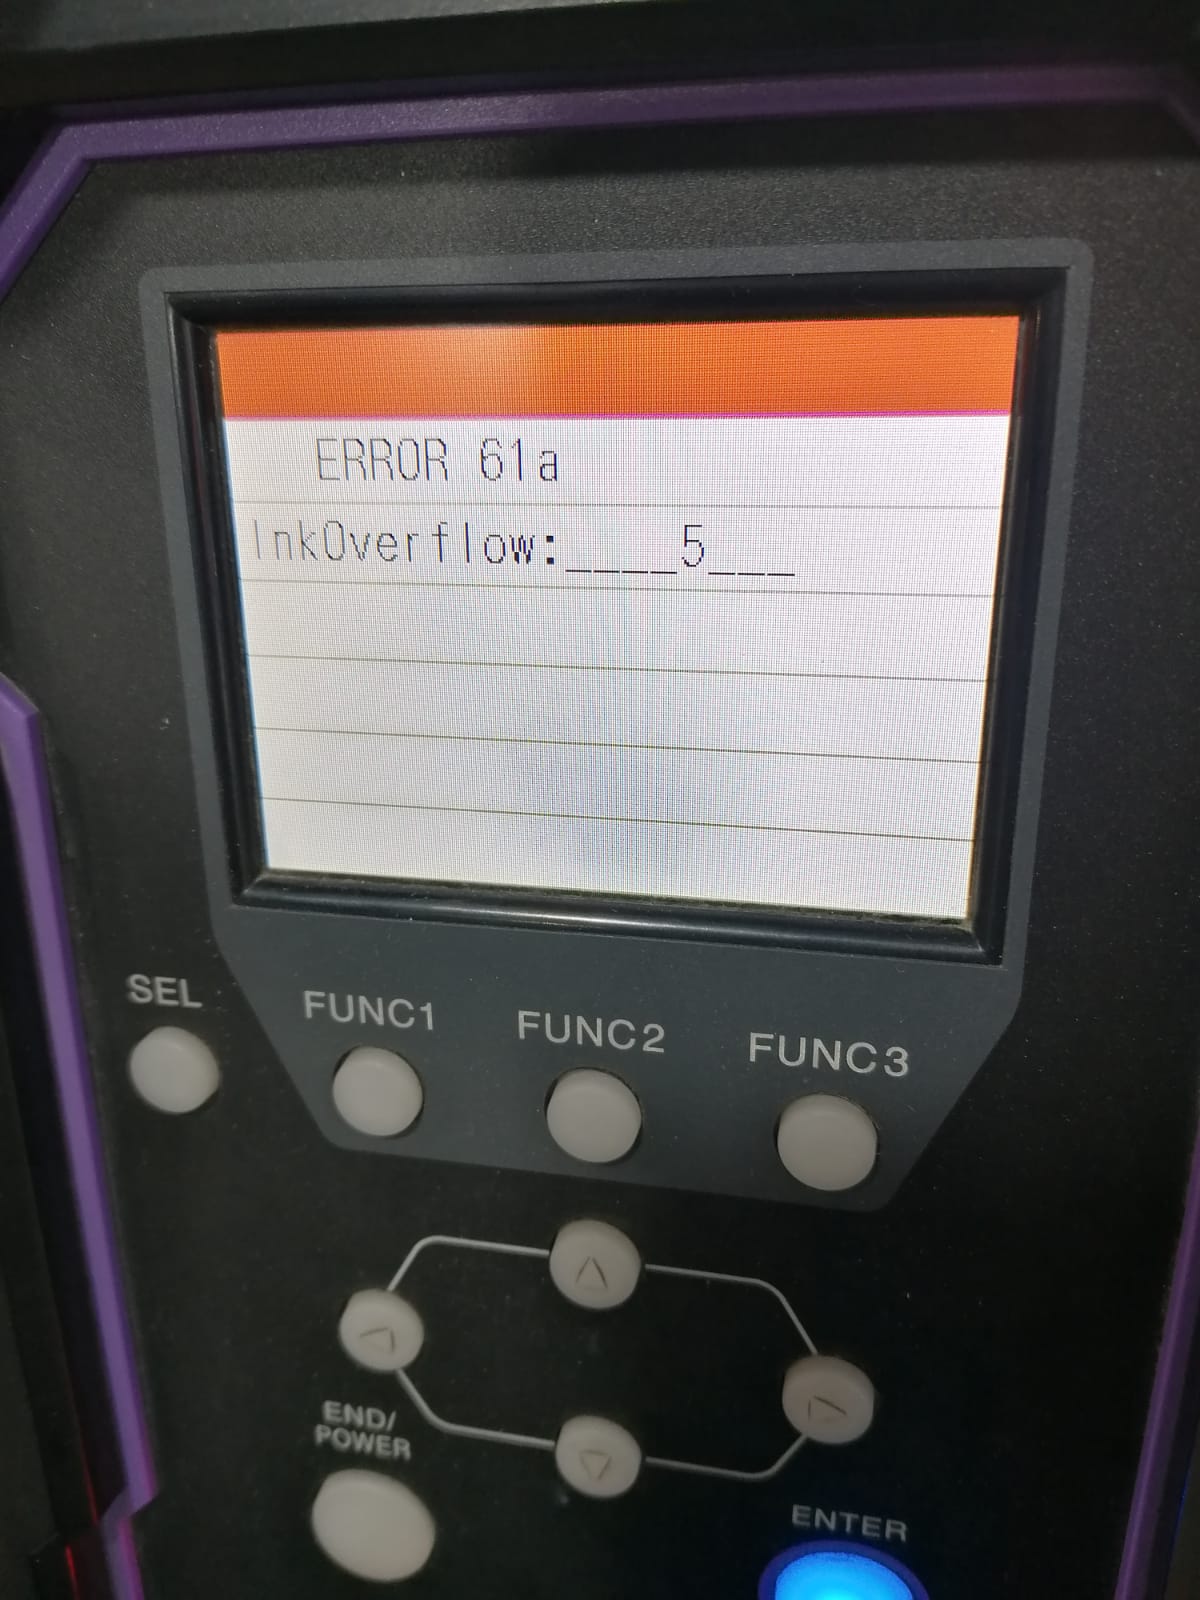 ERROR 61a
InkOverflow:____5___
SEL
FUNC1
FUNC2
FUNC3
END/
POWER
ENTER